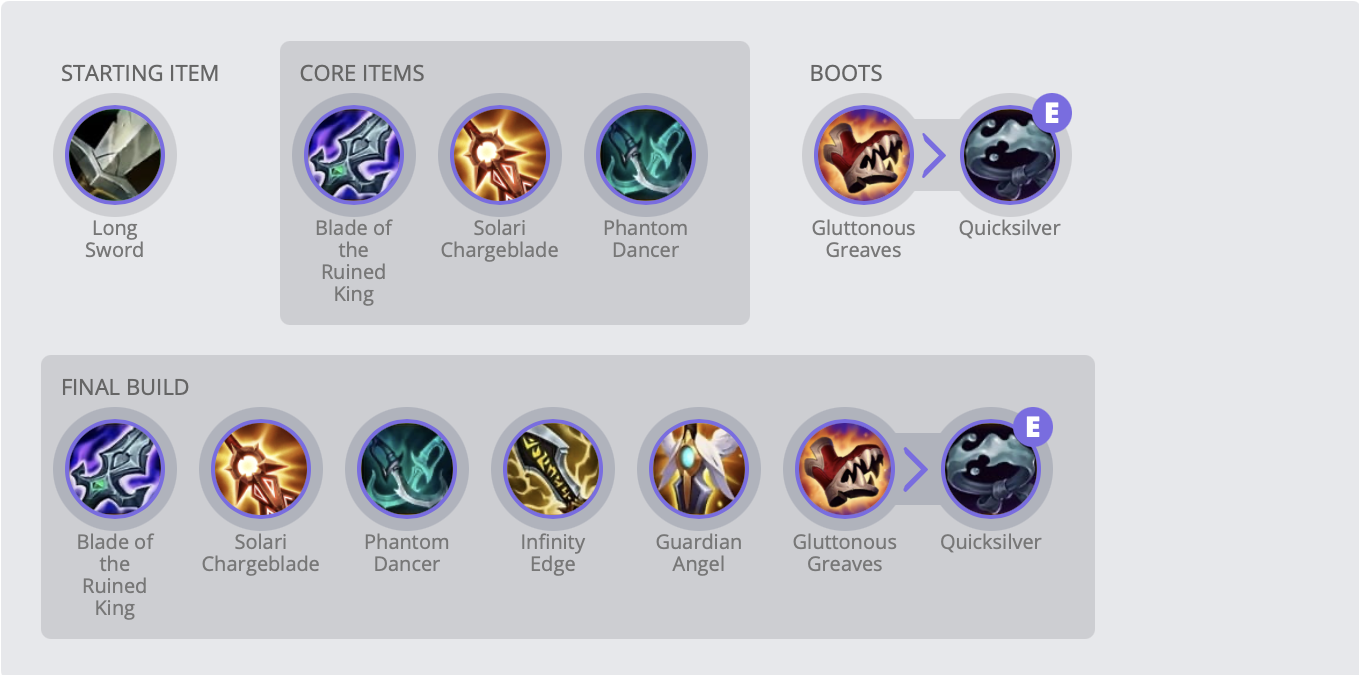 STARTING ITEM
Long
Sword
CORE ITEMS
Blade of
the
Ruined
King
Solari
Chargeblade
Phantom
Dancer
BOOTS
Gluttonous
Greaves
E
Quicksilver
FINAL BUILD
Blade of
the
Ruined
King
Solari
Chargeblade
Phantom
Dancer
Infinity
Edge
Guardian
Angel
Gluttonous
Greaves
E
Quicksilver